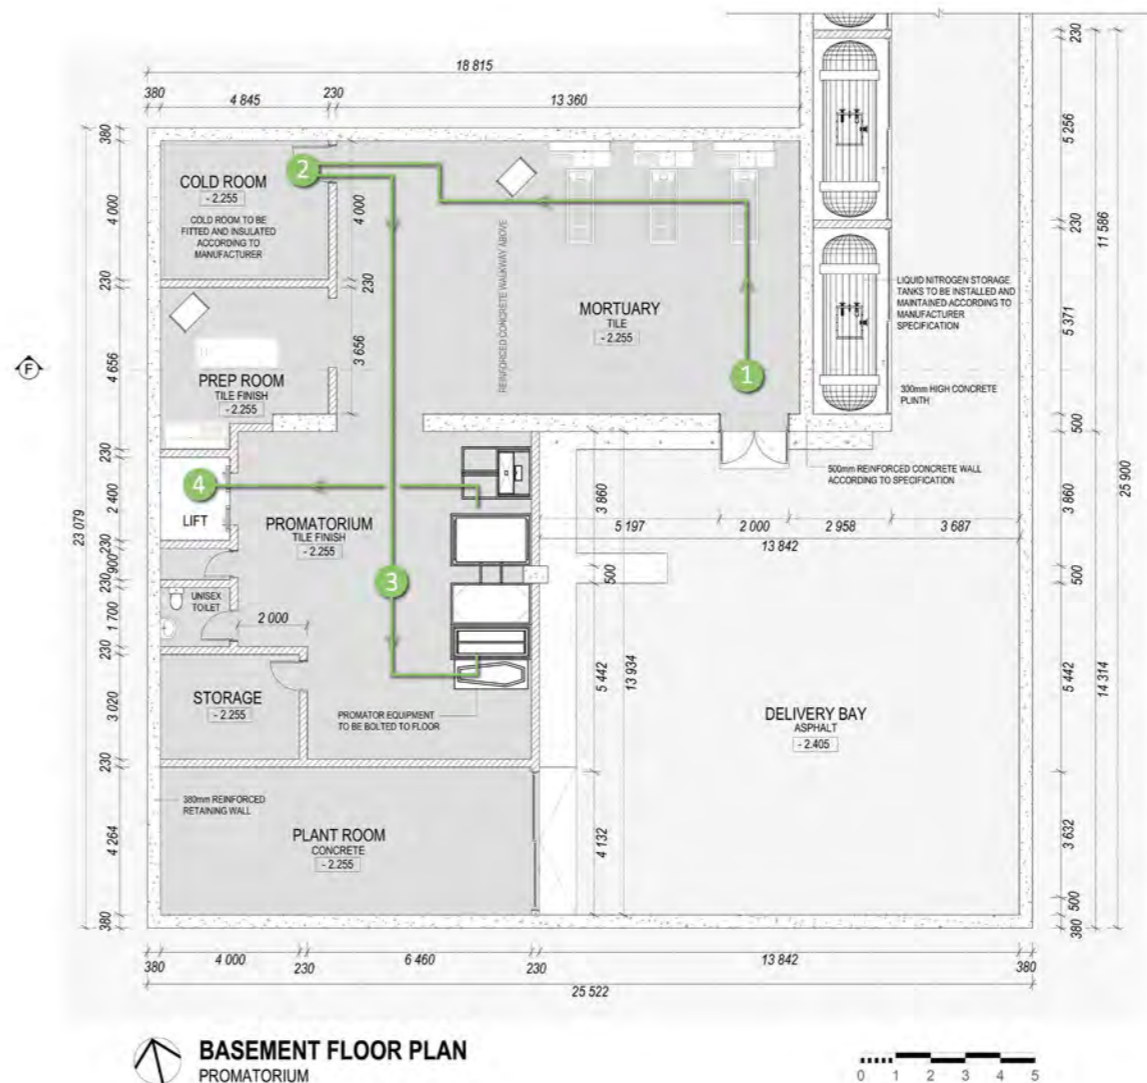 18 815
380
4 845
230
13 360
380
4 000
230
4 656
230
2 400
230
900
230
1 700
230
3 020
230
4 264
380
23 079
F
2
COLD ROOM
- 2.255
COLD ROOM TO BE
FITTED AND INSULATED
ACCORDING TO
MANUFACTURER
4 000
230
3 656
REINFORCED CONCRETE WALKWAY ABOVE
MORTUARY
TILE
- 2.255
1
PREP ROOM
TILE FINISH
- 2.255
4
LIFT
PROMATORIUM
TILE FINISH
- 2.255
3
UNISEX
TOILET
2 000
STORAGE
- 2.255
PROMATOR EQUIPMENT
TO BE BOLTED TO FLOOR
380mm REINFORCED
RETAINING WALL
PLANT ROOM
CONCRETE
- 2.255
LIQUID NITROGEN STORAGE
TANKS TO BE INSTALLED AND
MAINTAINED ACCORDING TO
MANUFACTURER
SPECIFICATION
300mm HIGH CONCRETE
PLINTH
500mm REINFORCED CONCRETE WALL
ACCORDING TO SPECIFICATION
5 197
2 000
2 958
3 687
13 842
3 860
500
5 442
13 934
4 132
DELIVERY BAY
ASPHALT
- 2.405
230
5 256
230
5 371
500
3 860
500
5 442
3 632
500
380
11 586
14 314
25 900
380
4 000
230
6 460
230
13 842
380
25 522
BASEMENT FLOOR PLAN
PROMATORIUM
0 1 2 3 4 5